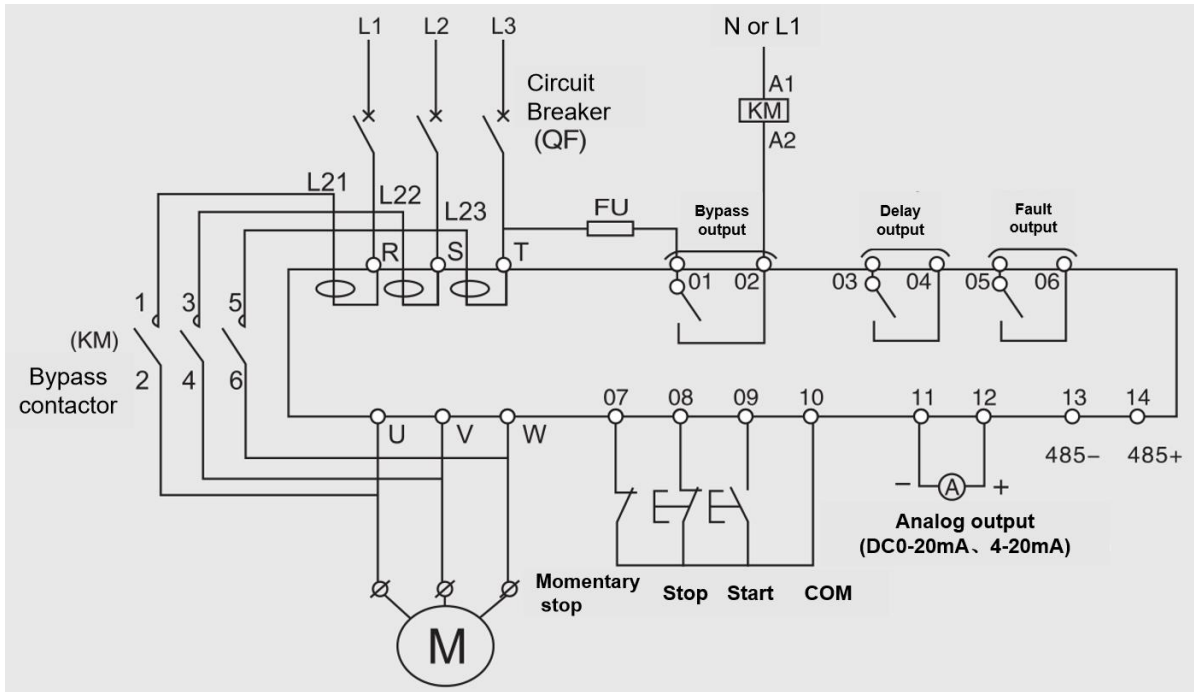 L1 L2 L3 N or L1
Circuit
Breaker
(QF)
A1
KM
A2
L21
L22
L23
FU
Bypass
output
Delay
output
Fault
output
R S T
01 02 03 04 05 06
1 3 5
(KM)
2 4 6
Bypass
contactor
07 08 09 10 11 12 13 14
U V W
485− 485+
− A +
Analog output
(DC0-20mA、4-20mA)
Momentary
stop
Stop Start COM
M